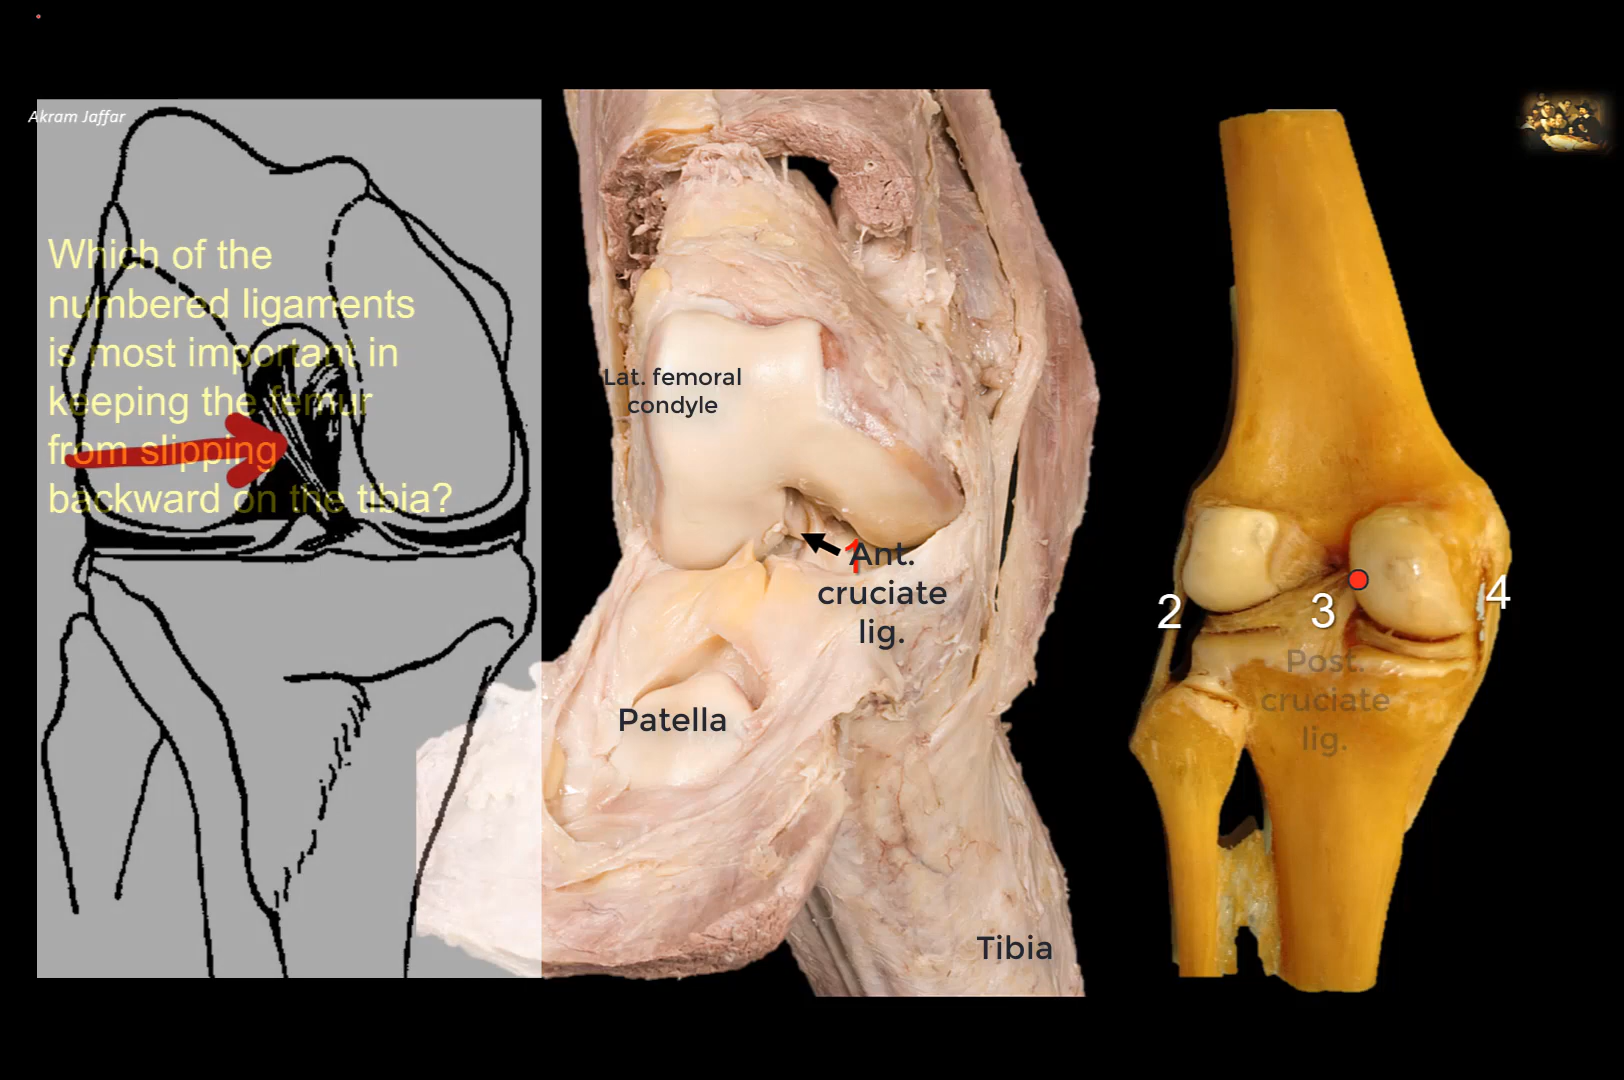 Akram Jaffar
Which of the
numbered ligaments
is most important in
keeping the femur
from slipping
backward on the tibia?
Lat. femoral
condyle
1
Ant.
cruciate
lig.
Patella
Tibia
2
3
4
Post.
cruciate
lig.